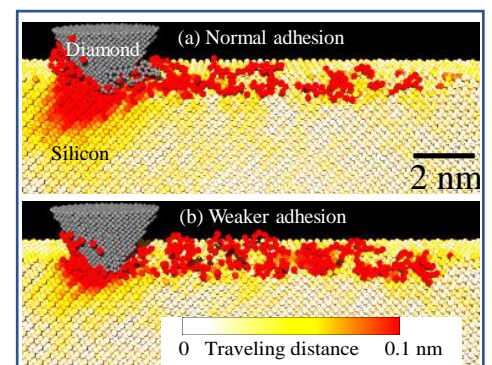 (a) Normal adhesion
Diamond
Silicon
2 nm
(b) Weaker adhesion
0 Traveling distance 0.1 nm